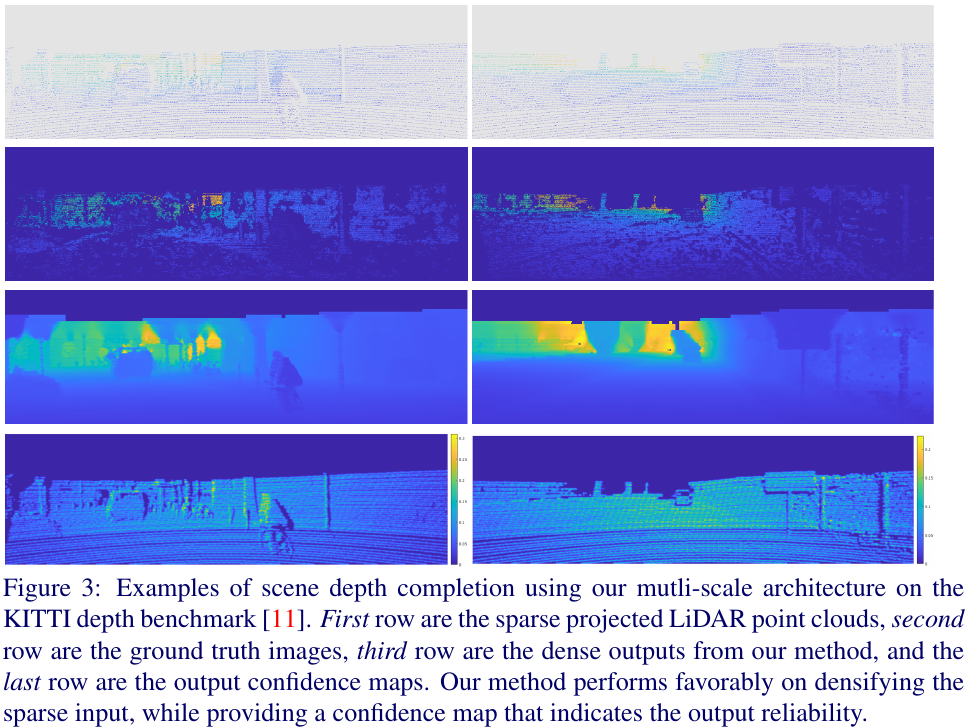 0.3
0.25
0.2
0.15
0.1
0.05
0
0.2
0.15
0.1
0.05
0
Figure 3: Examples of scene depth completion using our mutli-scale architecture on the
KITTI depth benchmark [11]. First row are the sparse projected LiDAR point clouds, second
row are the ground truth images, third row are the dense outputs from our method, and the
last row are the output confidence maps. Our method performs favorably on densifying the
sparse input, while providing a confidence map that indicates the output reliability.